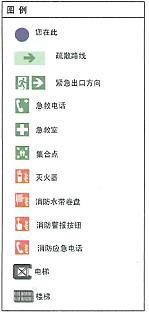 图例
您在此
疏散路线
紧急出口方向
急救电话
急救室
集合点
灭火器
消防水带卷盘
消防警报按钮
消防应急电话
电梯
楼梯